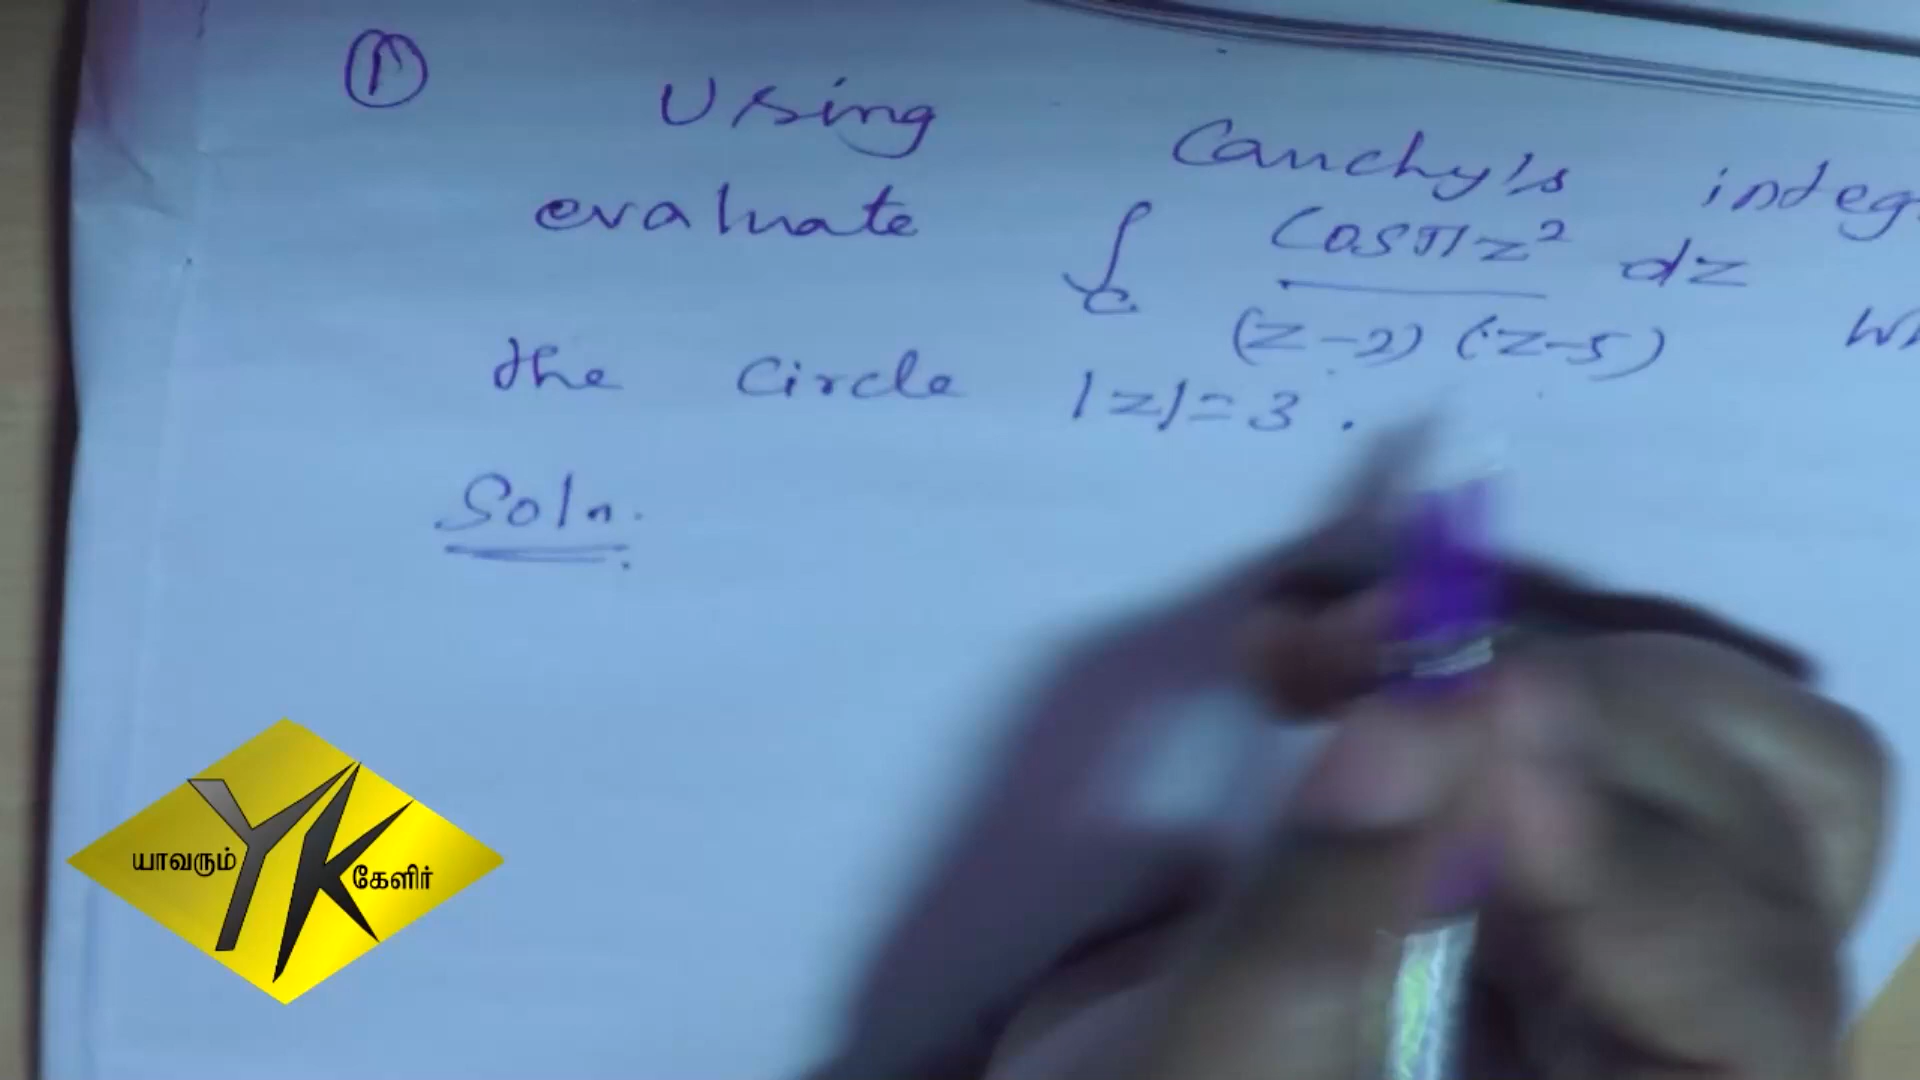 ① Using Cauchy's integ
evaluate ∫c cosπz² / (z-2) (z-5) dz wh
the circle |z|=3.
Soln.
யாவரும் YK கேளிர்